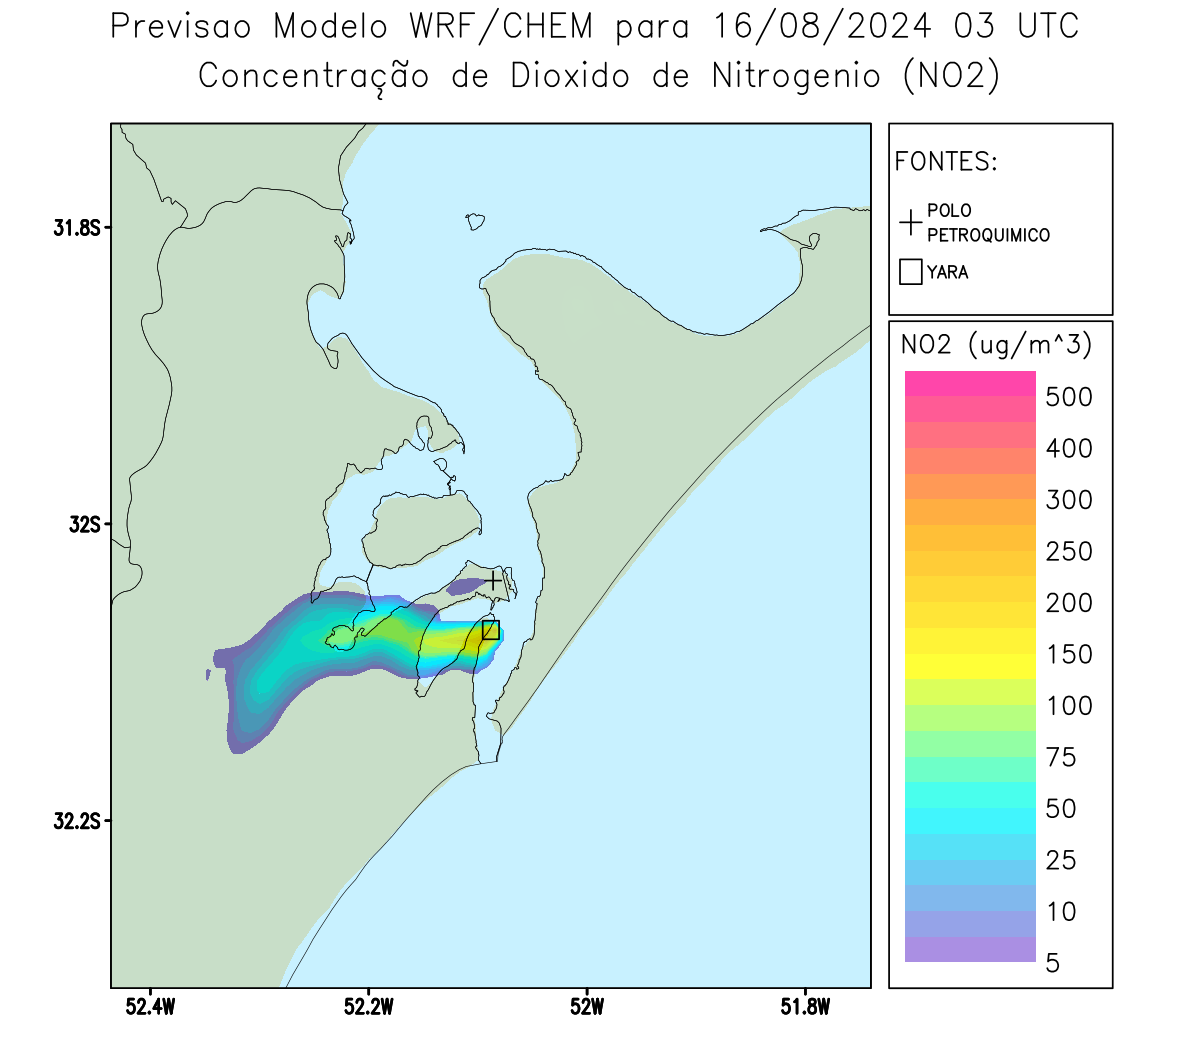 Previsao Modelo WRF/CHEM para 16/08/2024 03 UTC
Concentração de Dioxido de Nitrogenio (NO2)
FONTES:
POLO
PETROQUIMICO
YARA
NO2 (ug/m^3)
500
400
300
250
200
150
100
75
50
25
10
5
31.8S
32S
32.2S
52.4W 52.2W 52W 51.8W